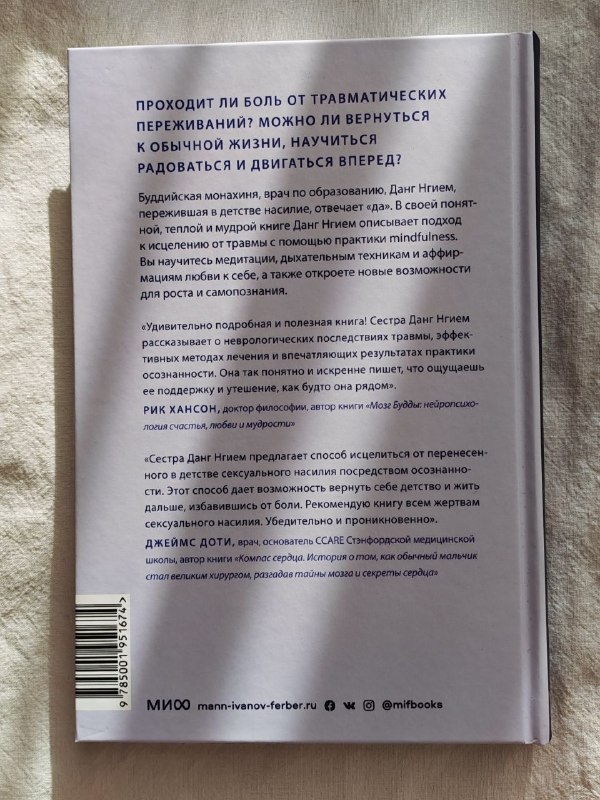 ПРОХОДИТ ЛИ БОЛЬ ОТ ТРАВМАТИЧЕСКИХ
ПЕРЕЖИВАНИЙ? МОЖНО ЛИ ВЕРНУТЬСЯ
К ОБЫЧНОЙ ЖИЗНИ, НАУЧИТЬСЯ
РАДОВАТЬСЯ И ДВИГАТЬСЯ ВПЕРЕД?
Буддийская монахиня, врач по образованию, Данг Нгием,
пережившая в детстве насилие, отвечает «да». В своей понят-
ной, теплой и мудрой книге Данг Нгием описывает подход
к исцелению от травмы с помощью практики mindfulness.
Вы научитесь медитации, дыхательным техникам и аффир-
мациям любви к себе, а также откроете новые возможности
для роста и самопознания.
«Удивительно подробная и полезная книга! Сестра Данг Нгием
рассказывает о неврологических последствиях травмы, эффек-
тивных методах лечения и впечатляющих результатах практики
осознанности. Она так понятно и искренне пишет, что ощущаешь
ее поддержку и утешение, как будто она рядом».
РИК ХАНСОН, доктор философии, автор книги «Мозг Будды: нейропсихо-
логия счастья, любви и мудрости»
«Сестра Данг Нгием предлагает способ исцелиться от перенесен-
ного в детстве сексуального насилия посредством осознанно-
сти. Этот способ дает возможность вернуть себе детство и жить
дальше, избавившись от боли. Рекомендую книгу всем жертвам
сексуального насилия. Убедительно и проникновенно».
ДЖЕЙМС ДОТИ, врач, основатель CCARE Стэнфордской медицинской
школы, автор книги «Компас сердца. История о том, как обычный мальчик
стал великим хирургом, разгадав тайны мозга и секреты сердца»
9 785001 951674 >
МИФ mann-ivanov-ferber.ru @mifbooks